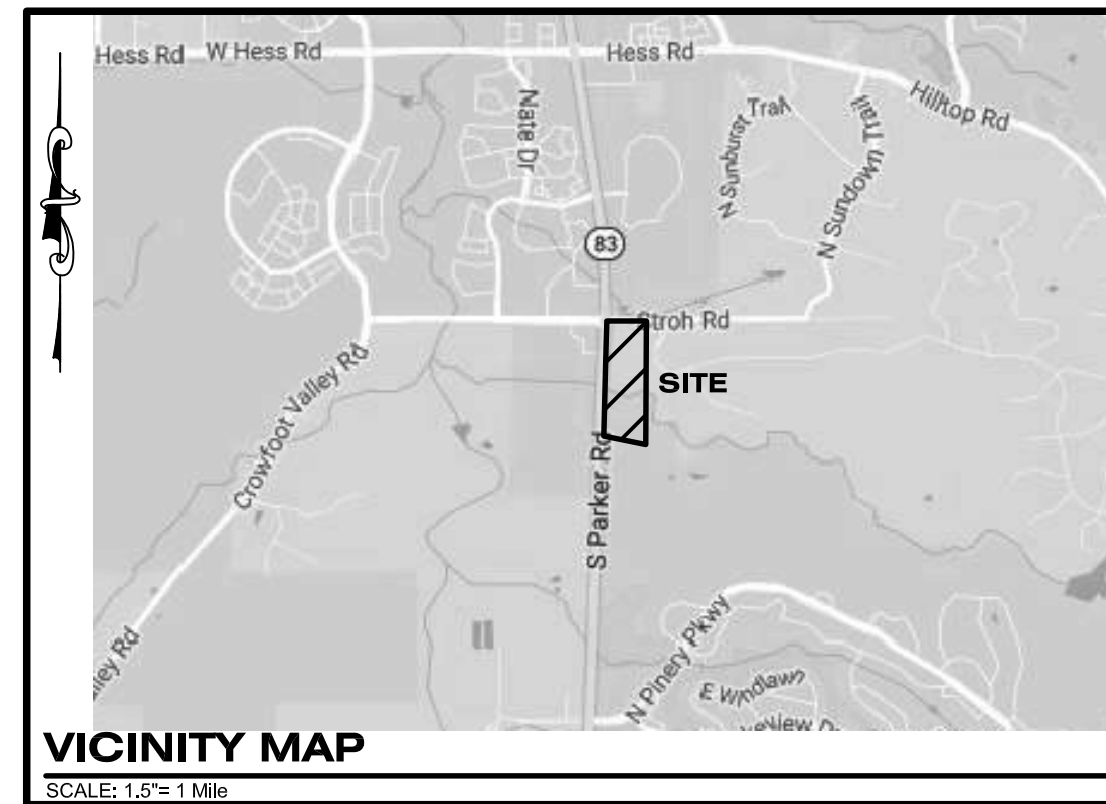 Hess Rd
W Hess Rd
Hess Rd
Nate Dr
N Sunburst Trail
N Sundown Trail
Hilltop Rd
83
Stroh Rd
SITE
Crowfoot Valley Rd
S Parker Rd
N Pinery Pkwy
E Windlawn
lley Rd
VICINITY MAP
SCALE: 1.5"= 1 Mile